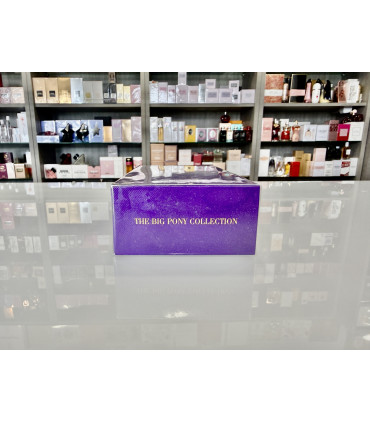 THE BIG PONY COLLECTION